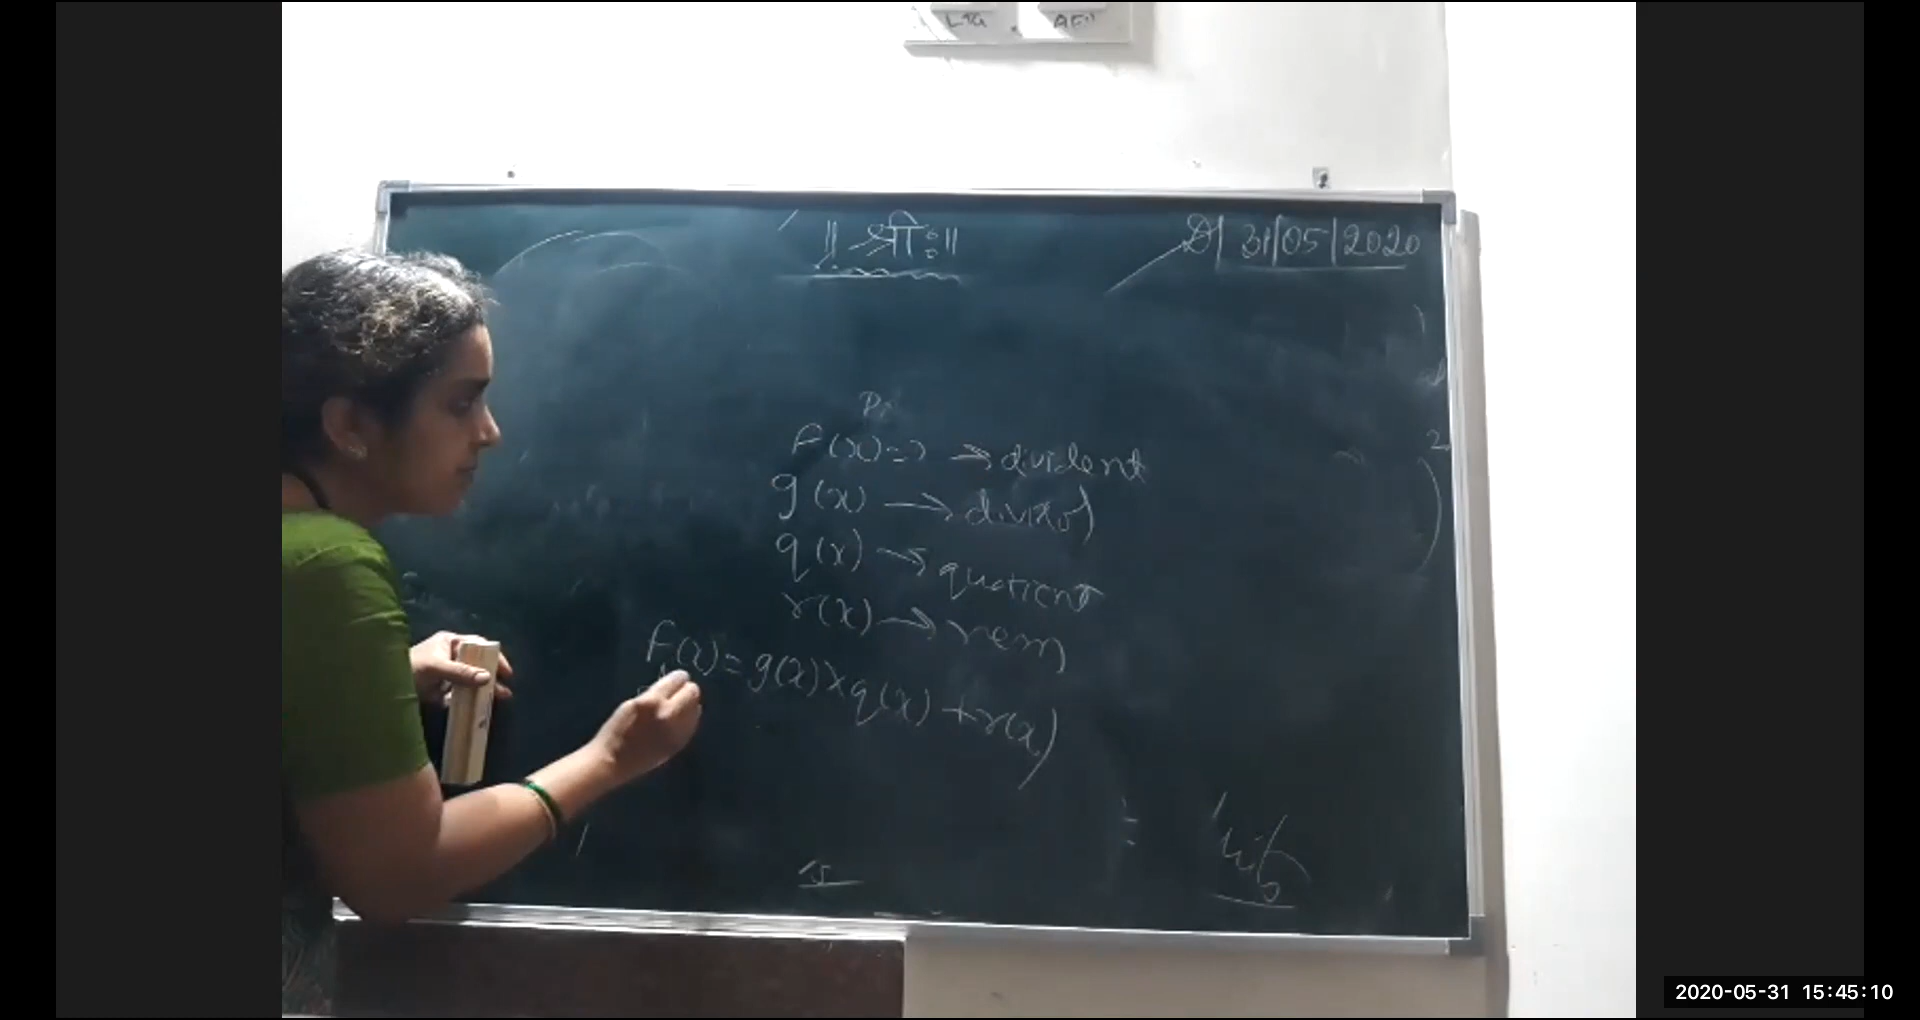 ॥ श्रीः ॥
D| 31|05|2020
f(x) => → divident
g(x) → divisor
q(x) → quotient
r(x) → rem
f(x) = g(x) × q(x) + r(x)
2020-05-31 15:45:10